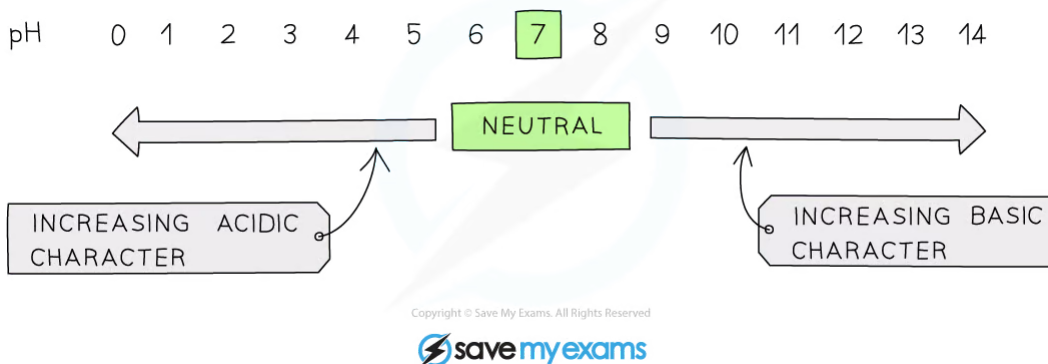 pH 0 1 2 3 4 5 6 7 8 9 10 11 12 13 14
NEUTRAL
INCREASING ACIDIC
CHARACTER
INCREASING BASIC
CHARACTER
Copyright © Save My Exams. All Rights Reserved
save my exams